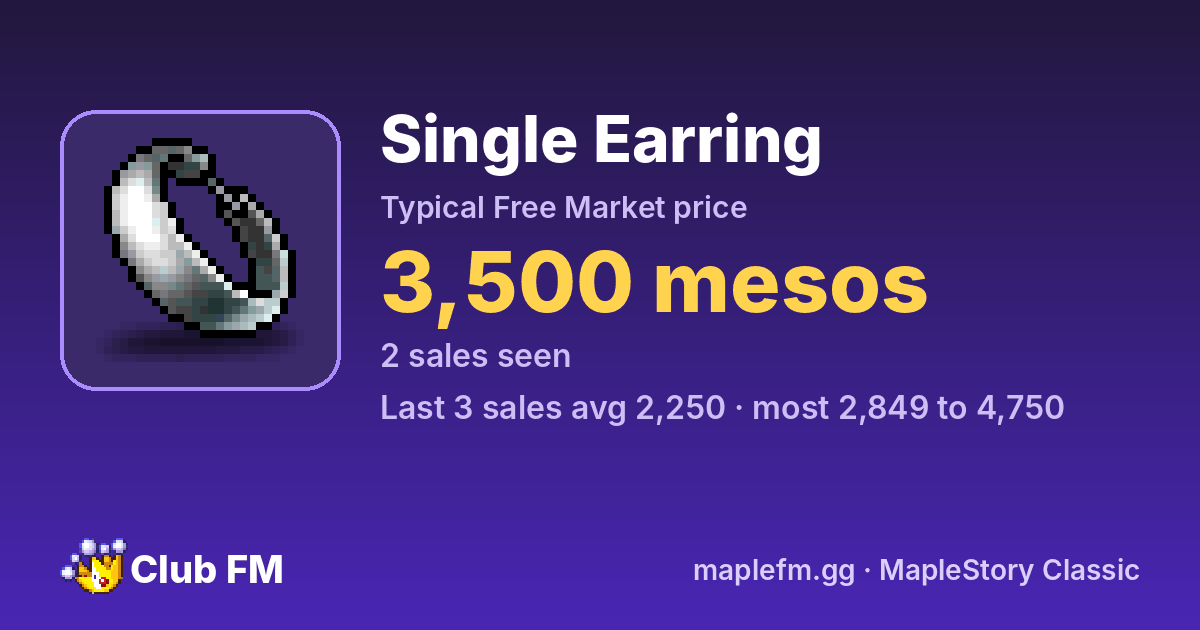 Single Earring
Typical Free Market price
3,500 mesos
2 sales seen
Last 3 sales avg 2,250 · most 2,849 to 4,750
Club FM
maplefm.gg · MapleStory Classic